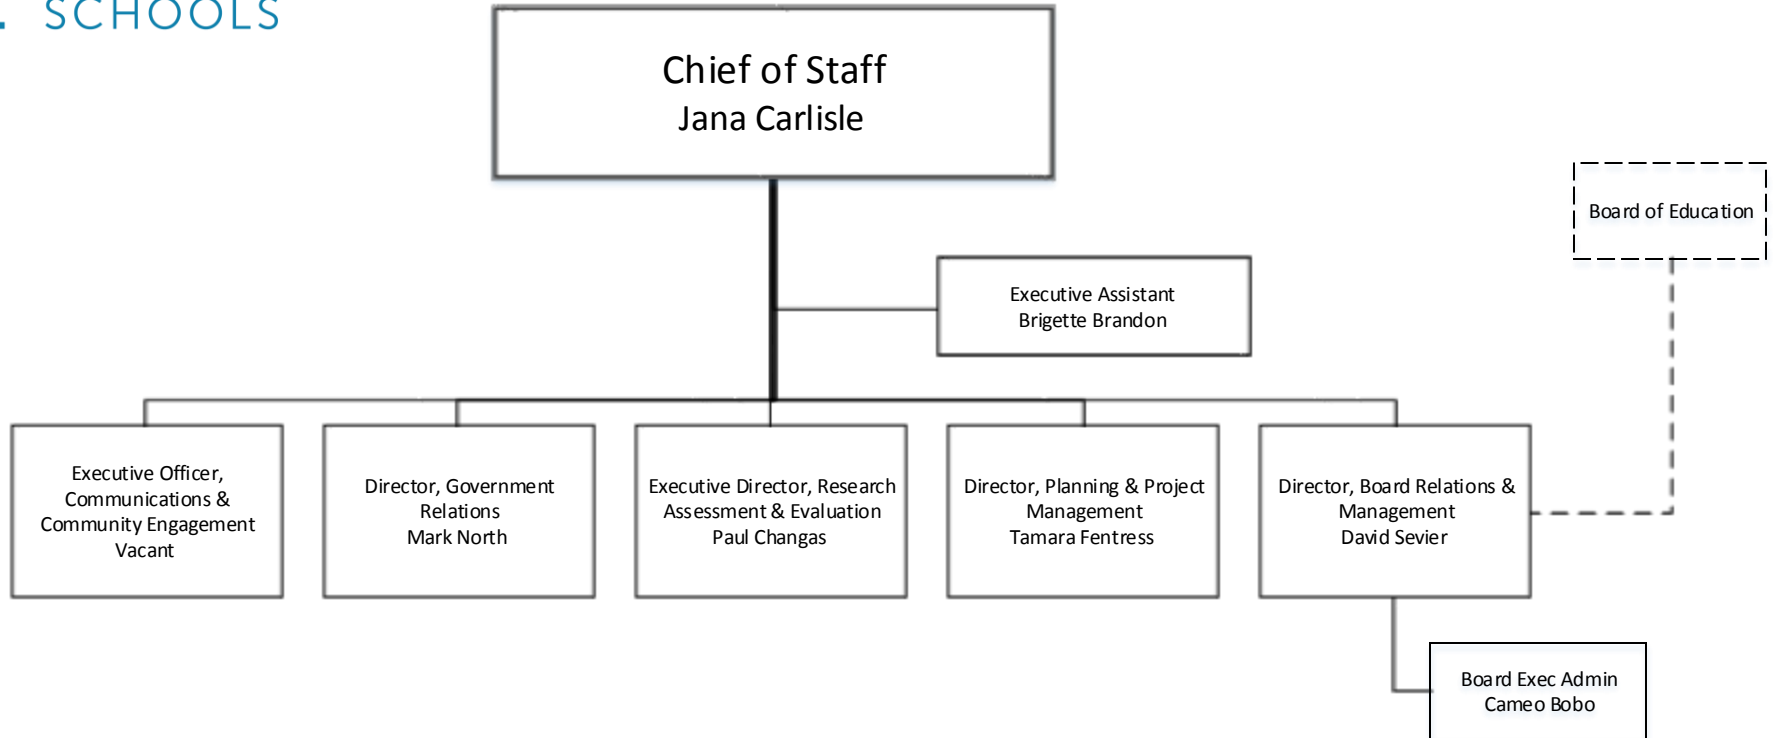 . SCHOOLS
Chief of Staff
Jana Carlisle
Board of Education
Executive Assistant
Brigette Brandon
Executive Officer,
Communications &
Community Engagement
Vacant
Director, Government
Relations
Mark North
Executive Director, Research
Assessment & Evaluation
Paul Changas
Director, Planning & Project
Management
Tamara Fentress
Director, Board Relations &
Management
David Sevier
Board Exec Admin
Cameo Bobo